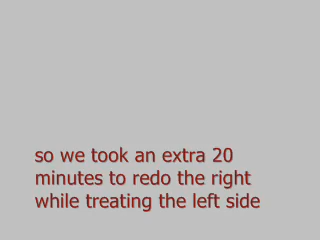 so we took an extra 20
minutes to redo the right
while treating the left side